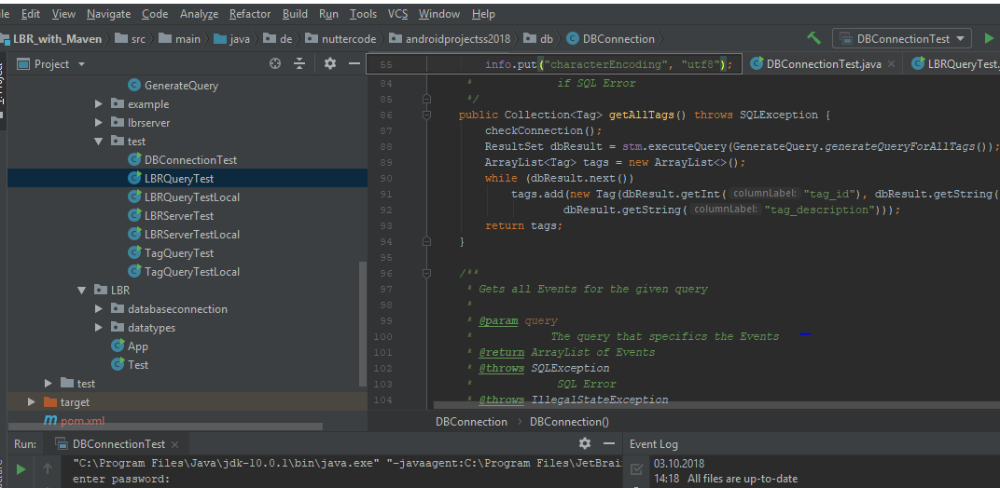 ile Edit View Navigate Code Analyze Refactor Build Run Tools VCS Window Help
LBR_with_Maven src main java de nuttercode androidprojectss2018 db DBConnection DBConnectionTest
Project
55 info.put("characterEncoding", "utf8");
DBConnectionTest.java LBRQueryTest.
GenerateQuery
example
lbrserver
test
DBConnectionTest
LBRQueryTest
LBRQueryTestLocal
LBRServerTest
LBRServerTestLocal
TagQueryTest
TagQueryTestLocal
LBR
databaseconnection
datatypes
App
Test
test
target
pom.xml
84 * if SQL Error
85 */
86 public Collection<Tag> getAllTags() throws SQLException {
87 checkConnection();
88 ResultSet dbResult = stm.executeQuery(GenerateQuery.generateQueryForAllTags());
89 ArrayList<Tag> tags = new ArrayList<>();
90 while (dbResult.next())
91 tags.add(new Tag(dbResult.getInt( columnLabel: "tag_id"), dbResult.getString(
92 dbResult.getString( columnLabel: "tag_description")));
93 return tags;
94 }
95
96 /**
97 * Gets all Events for the given query
98 *
99 * @param query
100 * The query that specifics the Events
101 * @return ArrayList of Events
102 * @throws SQLException
103 * SQL Error
104 * @throws IllegalStateException
DBConnection DBConnection()
Run: DBConnectionTest
"C:\Program Files\Java\jdk-10.0.1\bin\java.exe" "-javaagent:C:\Program Files\JetBrai
enter password:
Event Log
03.10.2018
14:18 All files are up-to-date